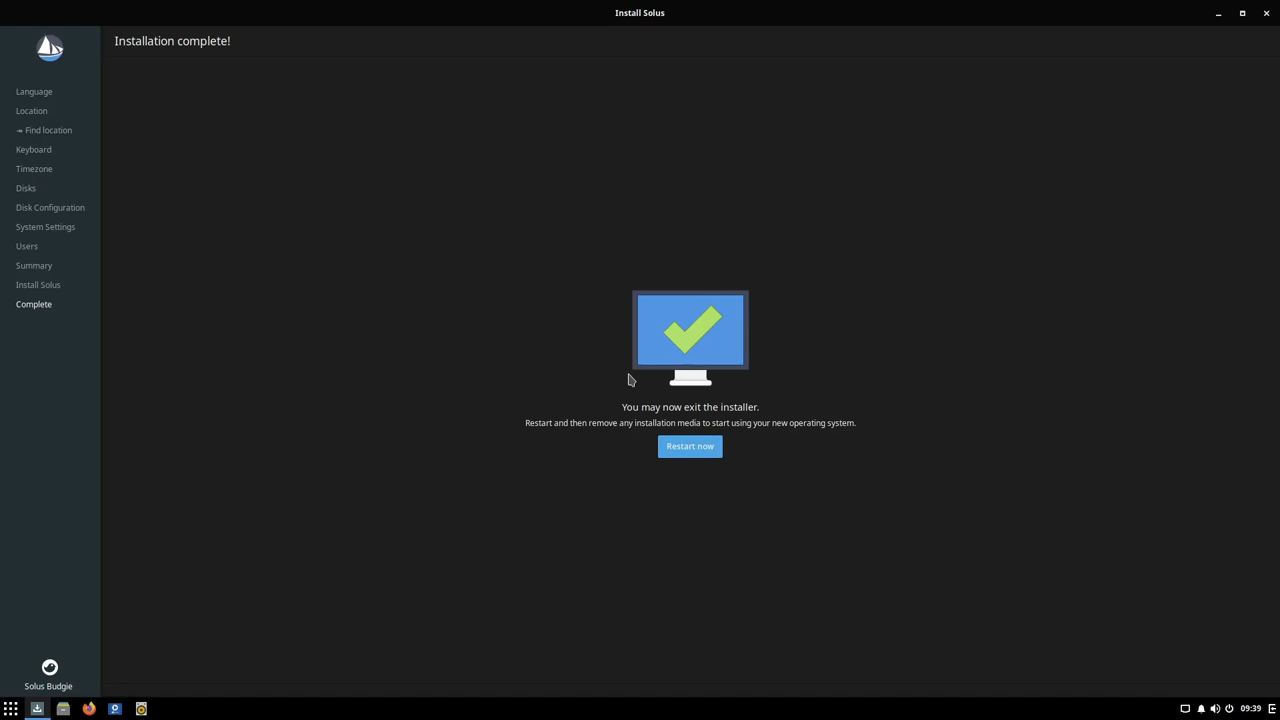 Install Solus
Installation complete!
Language
Location
↠ Find location
Keyboard
Timezone
Disks
Disk Configuration
System Settings
Users
Summary
Install Solus
Complete
You may now exit the installer.
Restart and then remove any installation media to start using your new operating system.
Restart now
Solus Budgie
09:39